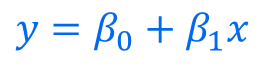 y = β₀ + β₁x